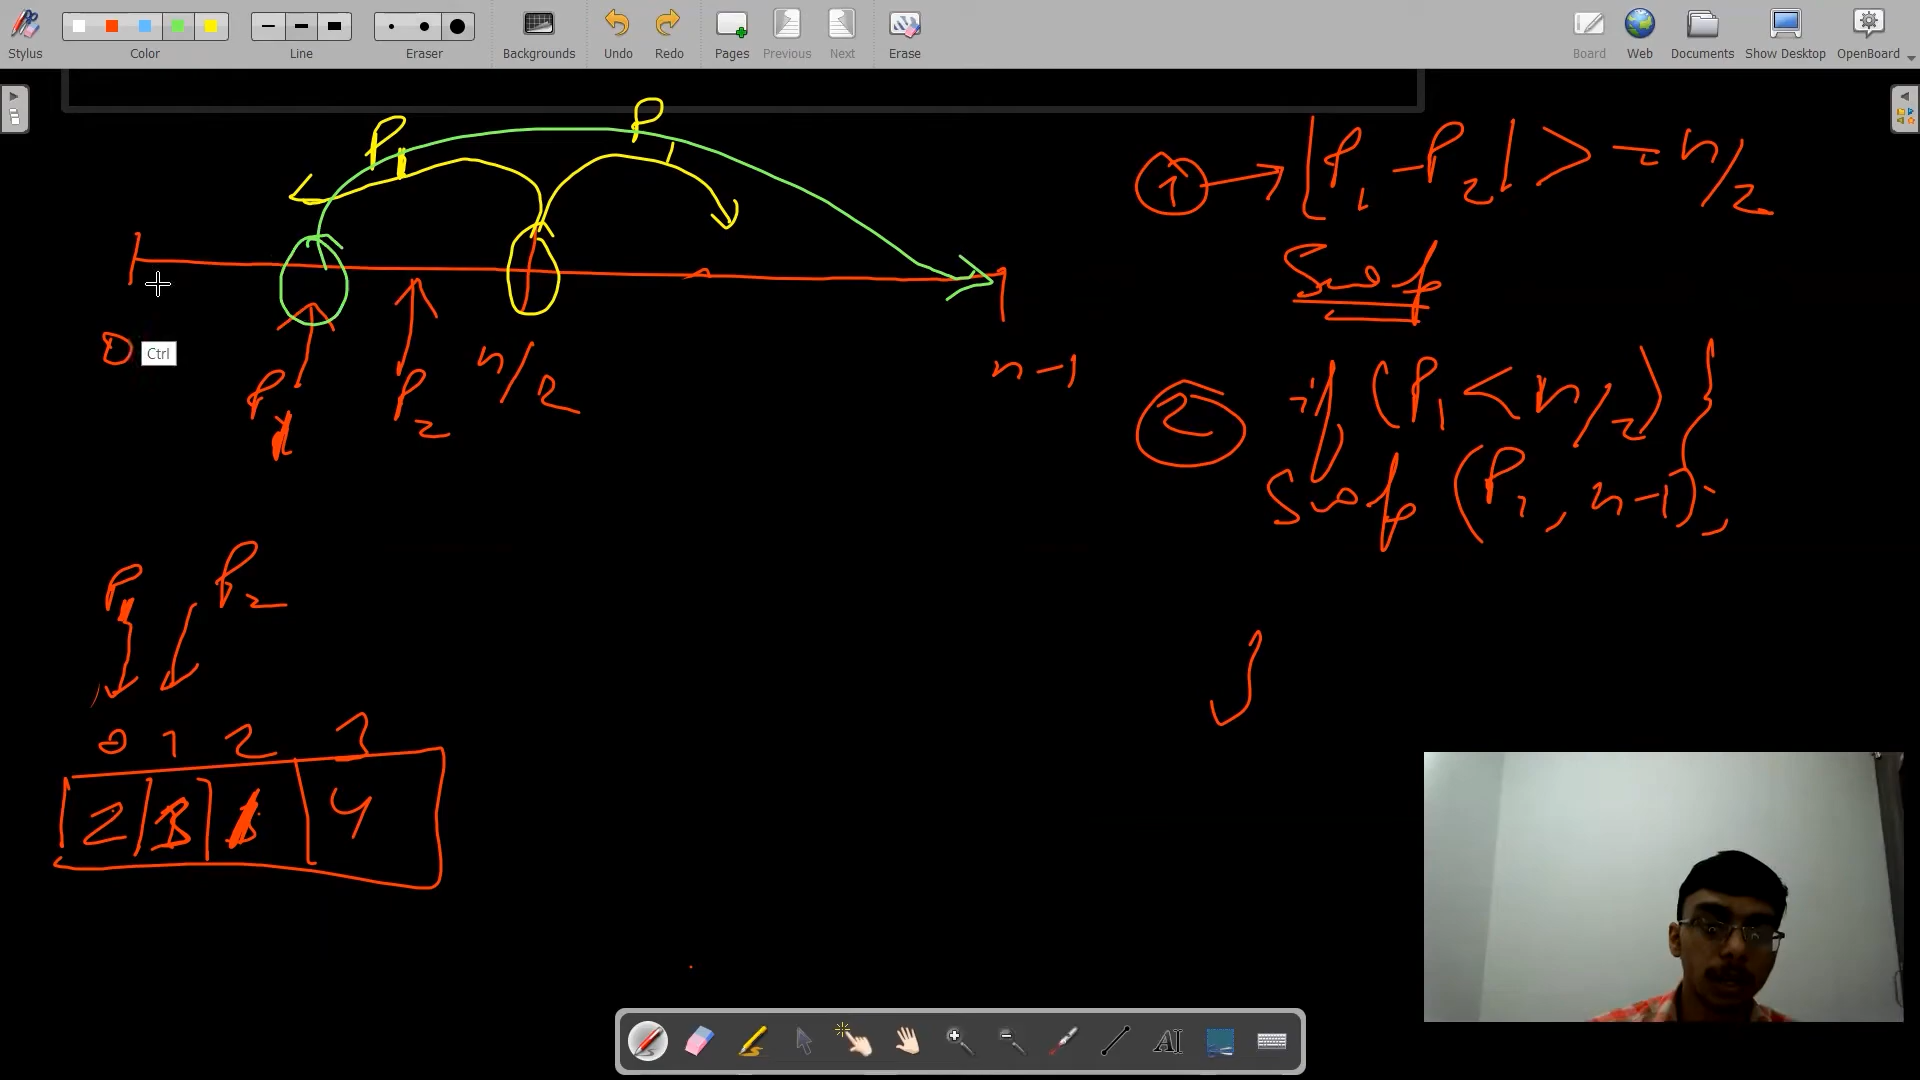 Stylus
Color
Line
Eraser
Backgrounds
Undo
Redo
Pages
Previous
Next
Erase
Board
Web
Documents
Show Desktop
OpenBoard
P1
P
0
Ctrl
P1
P2
n/2
n-1
1 → |P1 - P2| >= n/2
Swap
2 if (P1 < n/2) {
Swap (P1, n-1);
P1
P2
0 1 2 3
2 3 1 4
AI